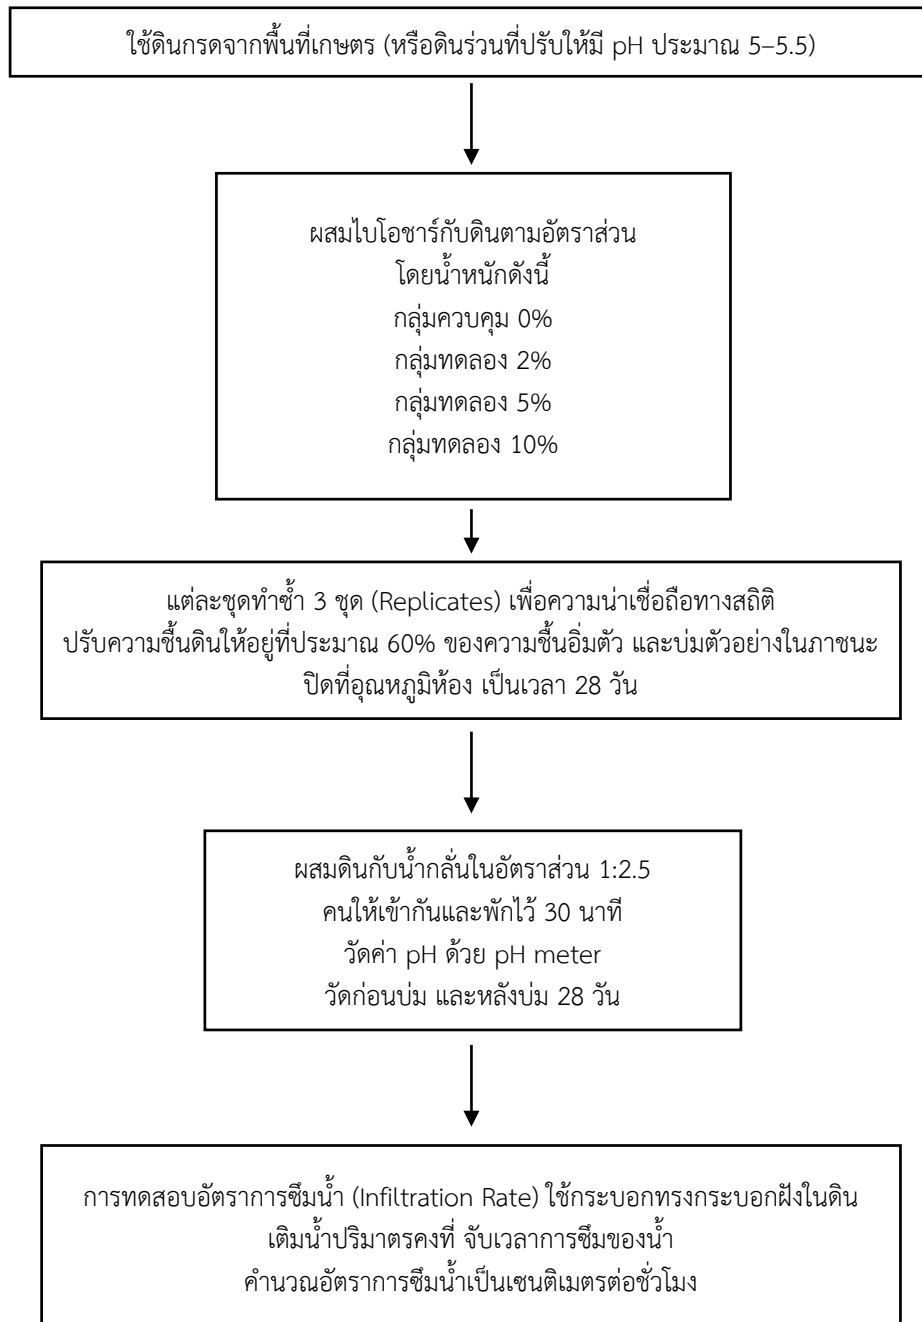 ใช้ดินกรดจากพื้นที่เกษตร (หรือดินร่วนที่ปรับให้มี pH ประมาณ 5–5.5)
ผสมไบโอชาร์กับดินตามอัตราส่วน
โดยน้ำหนักดังนี้
กลุ่มควบคุม 0%
กลุ่มทดลอง 2%
กลุ่มทดลอง 5%
กลุ่มทดลอง 10%
แต่ละชุดทำซ้ำ 3 ชุด (Replicates) เพื่อความน่าเชื่อถือทางสถิติ
ปรับความชื้นดินให้อยู่ที่ประมาณ 60% ของความชื้นอิ่มตัว และบ่มตัวอย่างในภาชนะ
ปิดที่อุณหภูมิห้อง เป็นเวลา 28 วัน
ผสมดินกับน้ำกลั่นในอัตราส่วน 1:2.5
คนให้เข้ากันและพักไว้ 30 นาที
วัดค่า pH ด้วย pH meter
วัดก่อนบ่ม และหลังบ่ม 28 วัน
การทดสอบอัตราการซึมน้ำ (Infiltration Rate) ใช้กระบอกทรงกระบอกฝังในดิน
เติมน้ำปริมาตรคงที่ จับเวลาการซึมของน้ำ
คำนวณอัตราการซึมน้ำเป็นเซนติเมตรต่อชั่วโมง